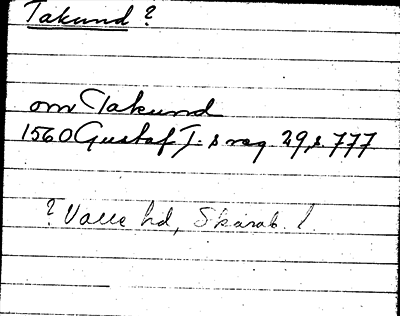 Takund?
om Takund
1560 Gustaf I. s reg. 29, s. 777
? Valle hd, Skarab. l